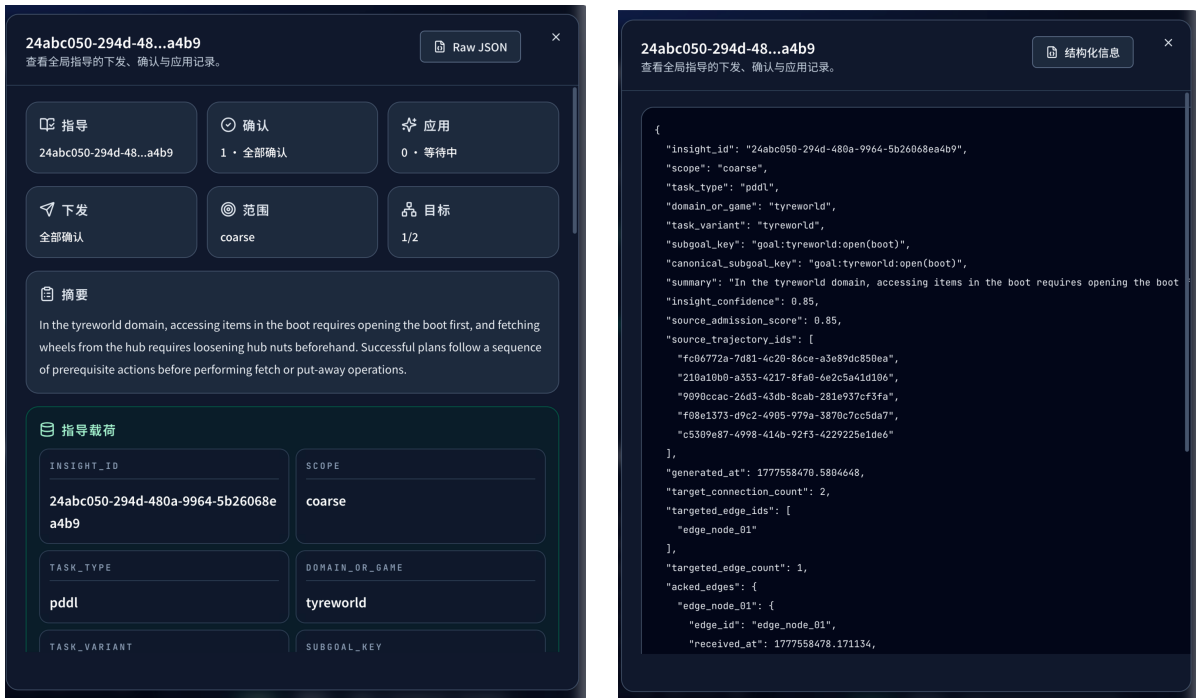 24abc050-294d-48...a4b9
Raw JSON
查看全局指导的下发、确认与应用记录。
指导
24abc050-294d-48...a4b9
确认
1 · 全部确认
应用
0 · 等待中
下发
全部确认
范围
coarse
目标
1/2
摘要
In the tyreworld domain, accessing items in the boot requires opening the boot first, and fetching
wheels from the hub requires loosening hub nuts beforehand. Successful plans follow a sequence
of prerequisite actions before performing fetch or put-away operations.
指导载荷
INSIGHT_ID
24abc050-294d-480a-9964-5b26068e
a4b9
SCOPE
coarse
TASK_TYPE
pddl
DOMAIN_OR_GAME
tyreworld
TASK_VARIANT
SUBGOAL_KEY
24abc050-294d-48...a4b9
结构化信息
查看全局指导的下发、确认与应用记录。
{
"insight_id": "24abc050-294d-480a-9964-5b26068ea4b9",
"scope": "coarse",
"task_type": "pddl",
"domain_or_game": "tyreworld",
"task_variant": "tyreworld",
"subgoal_key": "goal:tyreworld:open(boot)",
"canonical_subgoal_key": "goal:tyreworld:open(boot)",
"summary": "In the tyreworld domain, accessing items in the boot requires opening the boot
"insight_confidence": 0.85,
"source_admission_score": 0.85,
"source_trajectory_ids": [
"fc06772a-7d81-4c20-86ce-a3e89dc850ea",
"210a10b0-a353-4217-8fa0-6e2c5a41d106",
"9090ccac-26d3-43db-8cab-281e937cf3fa",
"f08e1373-d9c2-4905-979a-3870c7cc5da7",
"c5309e87-4998-414b-92f3-4229225e1de6"
],
"generated_at": 1777558470.5804648,
"target_connection_count": 2,
"targeted_edge_ids": [
"edge_node_01"
],
"targeted_edge_count": 1,
"acked_edges": {
"edge_node_01": {
"edge_id": "edge_node_01",
"received_at": 1777558478.171134,